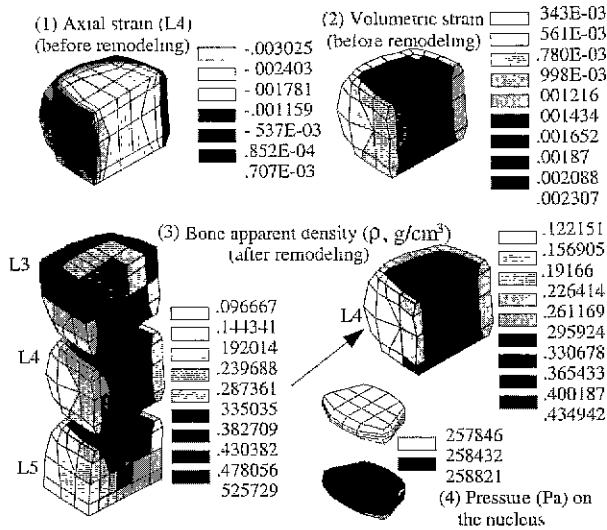 (1) Axial strain (L4)
(before remodeling)
-.003025
-002403
-001781
-.001159
-537E-03
.852E-04
.707E-03
(2) Volumetric strain
(before remodeling)
343E-03
561E-03
.780E-03
998E-03
001216
001434
.001652
.00187
.002088
.002307
(3) Bone apparent density (ρ, g/cm³)
(after remodeling)
L3
L4
L5
.096667
.144341
.192014
.239688
.287361
335035
.382709
.430382
.478056
525729
L4
.122151
.156905
.19166
.226414
.261169
.295924
.330678
.365433
.400187
.434942
257846
258432
258821
(4) Pressure (Pa) on
the nucleus